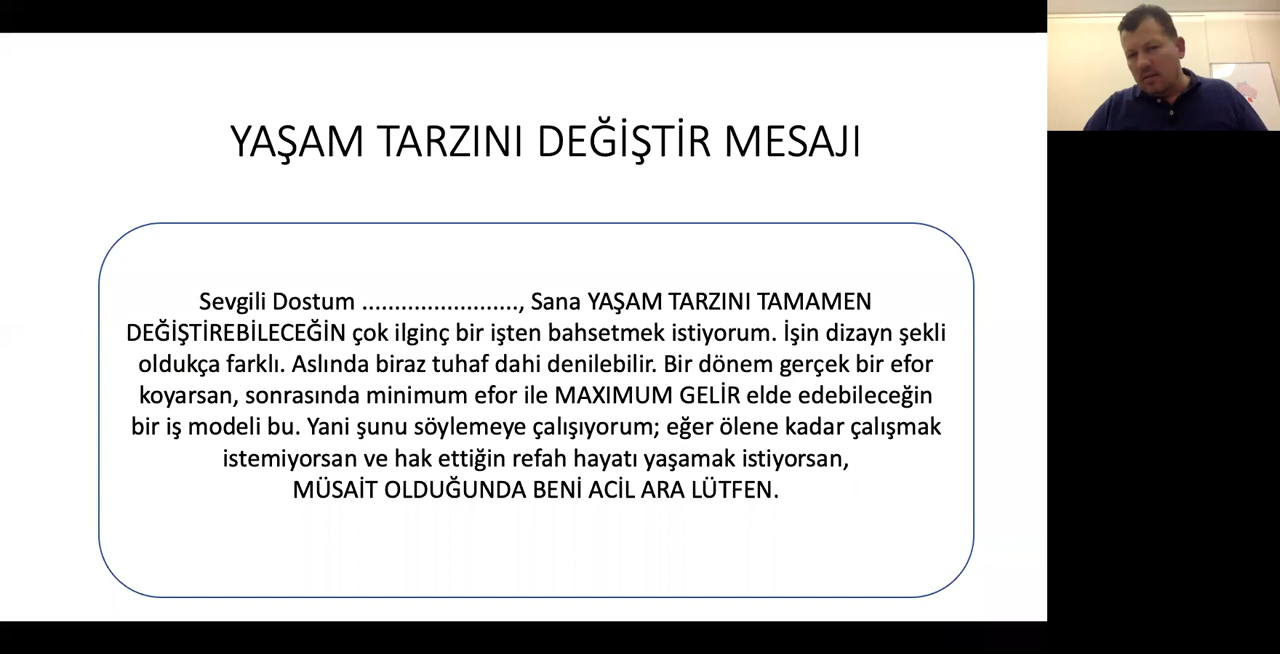 YAŞAM TARZINI DEĞİŞTİR MESAJI
Sevgili Dostum ........................, Sana YAŞAM TARZINI TAMAMEN
DEĞİŞTİREBİLECEĞİN çok ilginç bir işten bahsetmek istiyorum. İşin dizayn şekli
oldukça farklı. Aslında biraz tuhaf dahi denilebilir. Bir dönem gerçek bir efor
koyarsan, sonrasında minimum efor ile MAXIMUM GELİR elde edebileceğin
bir iş modeli bu. Yani şunu söylemeye çalışıyorum; eğer ölene kadar çalışmak
istemiyorsan ve hak ettiğin refah hayatı yaşamak istiyorsan,
MÜSAİT OLDUĞUNDA BENİ ACİL ARA LÜTFEN.